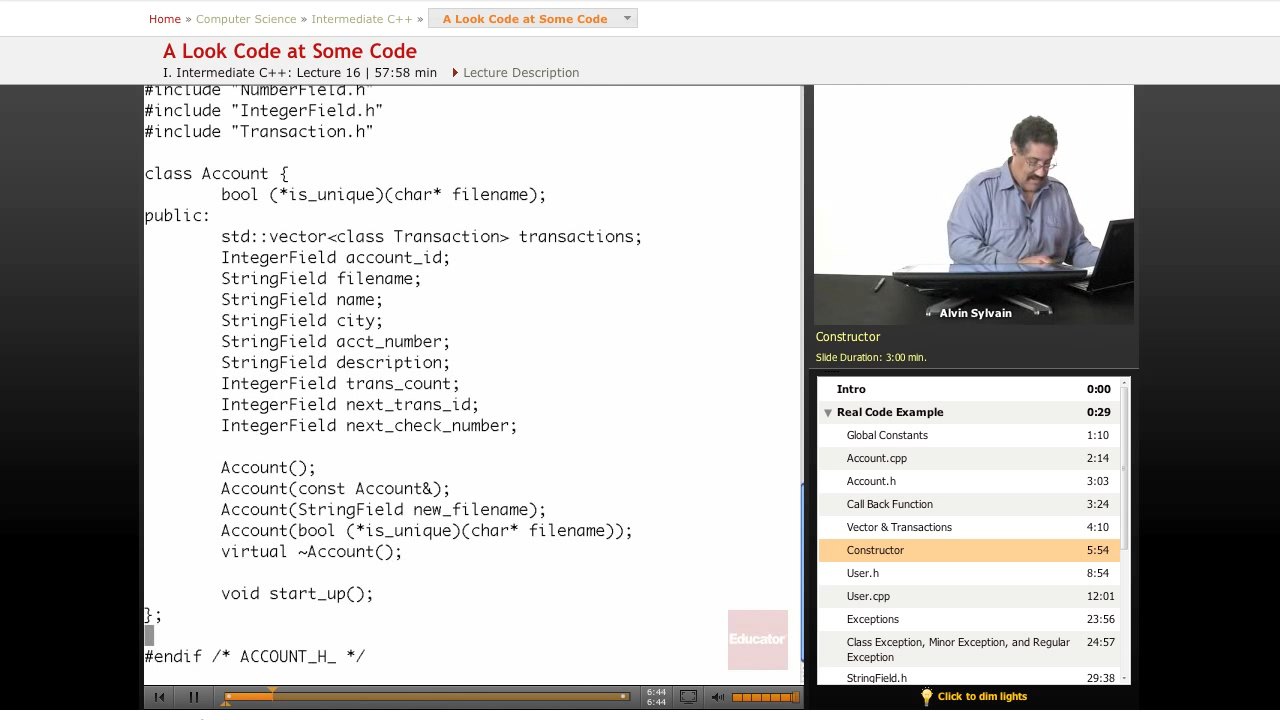 Home » Computer Science » Intermediate C++ » A Look Code at Some Code
A Look Code at Some Code
I. Intermediate C++: Lecture 16 | 57:58 min Lecture Description
#include "NumberField.h"
#include "IntegerField.h"
#include "Transaction.h"
class Account {
bool (*is_unique)(char* filename);
public:
std::vector<class Transaction> transactions;
IntegerField account_id;
StringField filename;
StringField name;
StringField city;
StringField acct_number;
StringField description;
IntegerField trans_count;
IntegerField next_trans_id;
IntegerField next_check_number;
Account();
Account(const Account&);
Account(StringField new_filename);
Account(bool (*is_unique)(char* filename));
virtual ~Account();
void start_up();
};
#endif /* ACCOUNT_H_ */
Educator
6:44
6:44
Alvin Sylvain
Constructor
Slide Duration: 3:00 min.
Intro 0:00
Real Code Example 0:29
Global Constants 1:10
Account.cpp 2:14
Account.h 3:03
Call Back Function 3:24
Vector & Transactions 4:10
Constructor 5:54
User.h 8:54
User.cpp 12:01
Exceptions 23:56
Class Exception, Minor Exception, and Regular 24:57
Exception
StringField.h 29:38
Click to dim lights